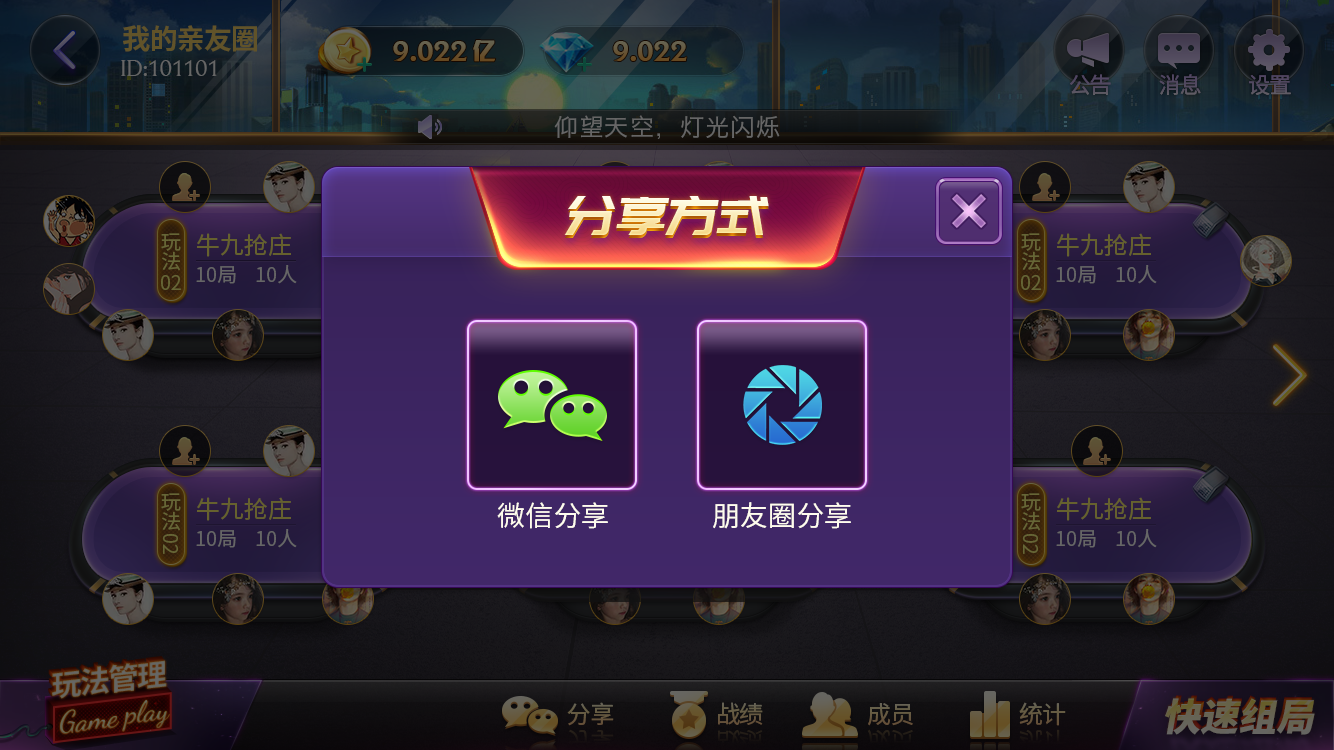 我的亲友圈
ID:101101
9.022亿
9.022
公告
消息
设置
仰望天空，灯光闪烁
分享方式
玩法02
牛九抢庄
10局 10人
玩法02
牛九抢庄
10局 10人
微信分享
朋友圈分享
玩法02
牛九抢庄
10局 10人
玩法02
牛九抢庄
10局 10人
玩法管理
Game play
分享
战绩
成员
统计
快速组局